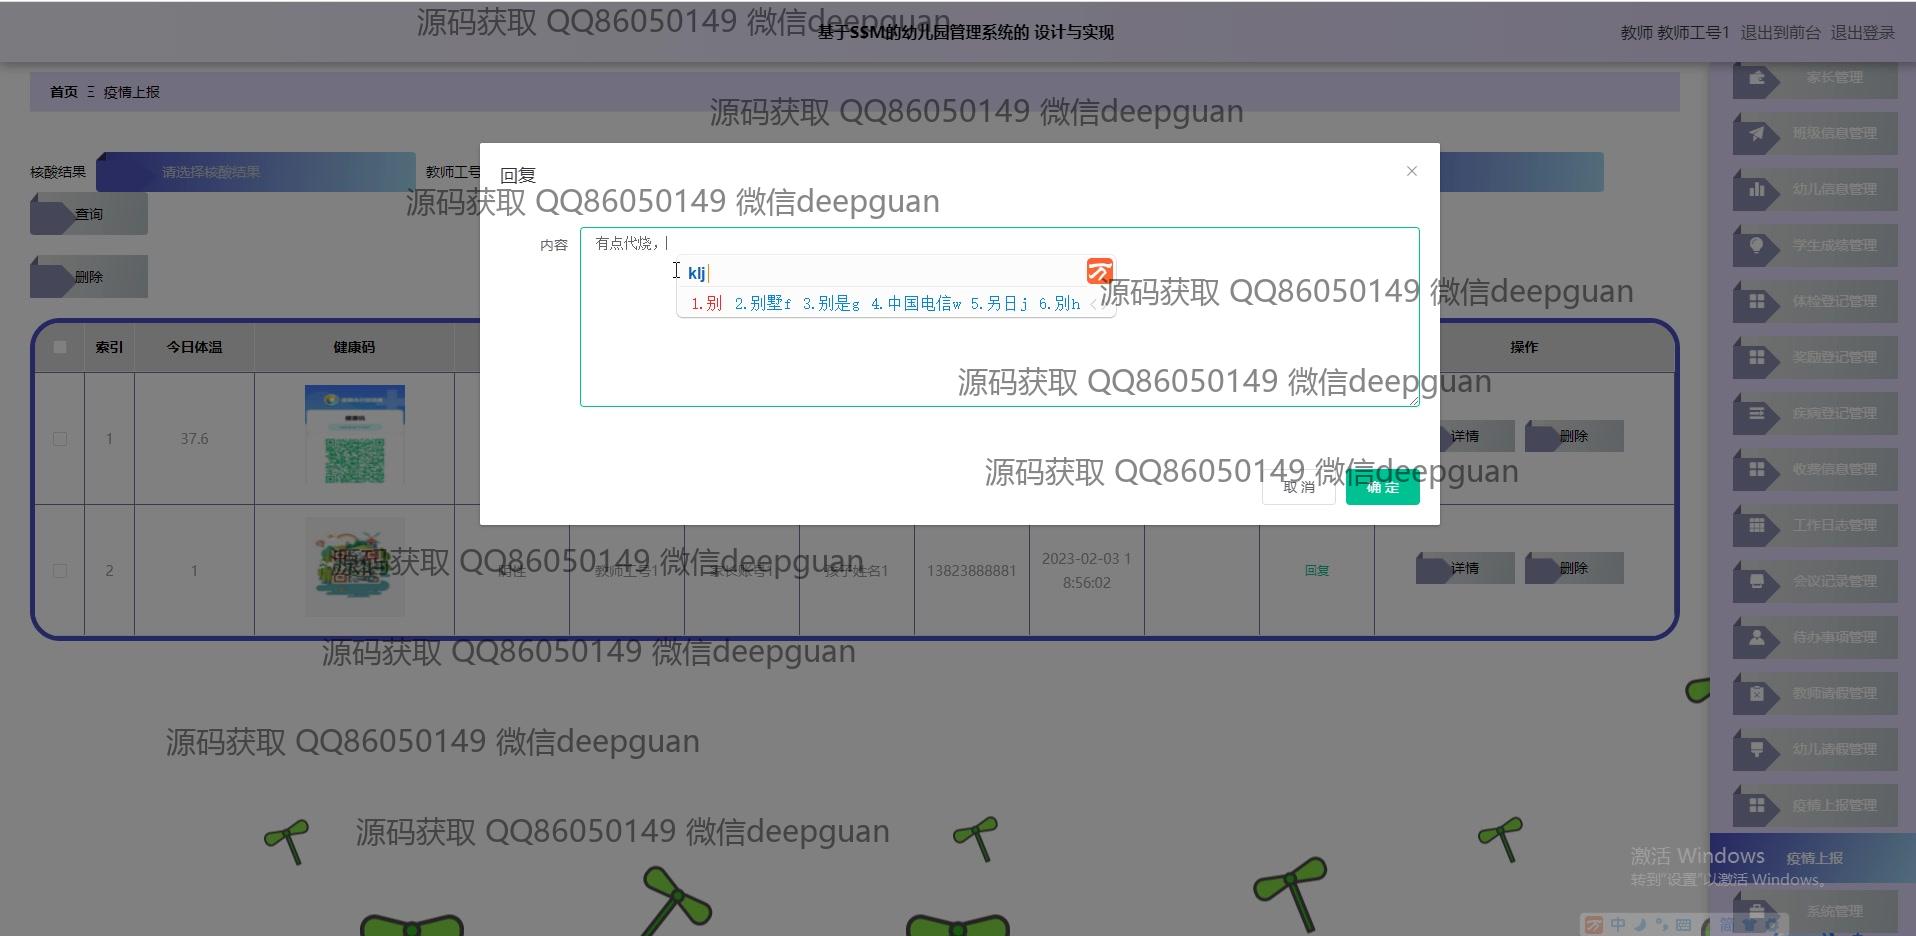 源码获取 QQ86050149 微信deepguan
基于SSM的幼儿园管理系统的 设计与实现
教师 教师工号1 退出到前台 退出登录
首页 Ξ 疫情上报
源码获取 QQ86050149 微信deepguan
核酸结果 请选择核酸结果 教师工号
查询
删除
回复
源码获取 QQ86050149 微信deepguan
内容 有点代烧，
klj
1.别 2.别墅f 3.别是g 4.中国电信w 5.另日j 6.別h
源码获取 QQ86050149 微信deepguan
源码获取 QQ86050149 微信deepguan
源码获取 QQ86050149 微信deepguan
取消 确定
索引 今日体温 健康码 操作
1 37.6 详情 删除
源码获取 QQ86050149 微信deepguan
2 1 阴性 教师工号1 家长账号1 孩子姓名1 13823888881 2023-02-03 1
8:56:02 回复 详情 删除
源码获取 QQ86050149 微信deepguan
源码获取 QQ86050149 微信deepguan
源码获取 QQ86050149 微信deepguan
家长管理
班级信息管理
幼儿信息管理
学生成绩管理
体检登记管理
奖励登记管理
疾病登记管理
收费信息管理
工作日志管理
会议记录管理
待办事项管理
教师请假管理
幼儿请假管理
疫情上报管理
疫情上报
系统管理
激活 Windows
转到"设置"以激活 Windows。
中 简